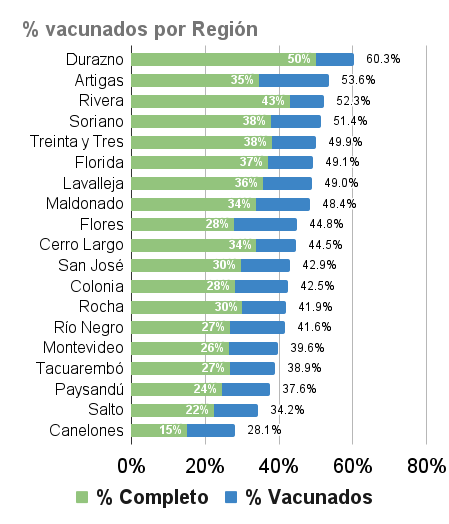 % vacunados por Región
Durazno 50% 60.3%
Artigas 35% 53.6%
Rivera 43% 52.3%
Soriano 38% 51.4%
Treinta y Tres 38% 49.9%
Florida 37% 49.1%
Lavalleja 36% 49.0%
Maldonado 34% 48.4%
Flores 28% 44.8%
Cerro Largo 34% 44.5%
San José 30% 42.9%
Colonia 28% 42.5%
Rocha 30% 41.9%
Río Negro 27% 41.6%
Montevideo 26% 39.6%
Tacuarembó 27% 38.9%
Paysandú 24% 37.6%
Salto 22% 34.2%
Canelones 15% 28.1%
0% 20% 40% 60% 80%
% Completo % Vacunados